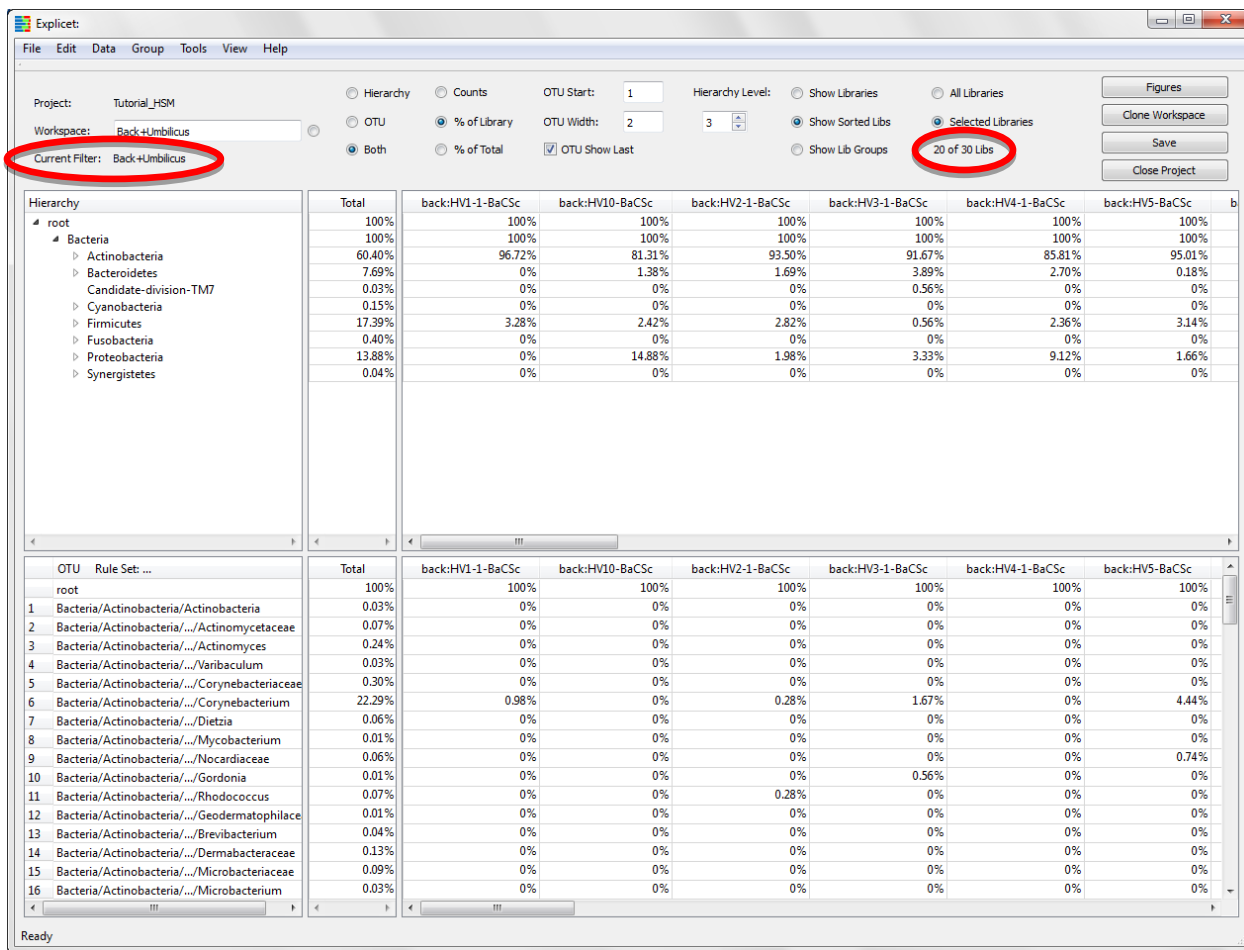 Explicet:
File Edit Data Group Tools View Help
Project: Tutorial_HSM
Workspace: Back+Umbilicus
Current Filter: Back+Umbilicus
Hierarchy Counts OTU Start: 1 Hierarchy Level: Show Libraries All Libraries Figures
OTU % of Library OTU Width: 2 3 Show Sorted Libs Selected Libraries Clone Workspace
Both % of Total OTU Show Last Show Lib Groups 20 of 30 Libs Save
Close Project
Hierarchy Total back:HV1-1-BaCSc back:HV10-BaCSc back:HV2-1-BaCSc back:HV3-1-BaCSc back:HV4-1-BaCSc back:HV5-BaCSc b
root 100% 100% 100% 100% 100% 100% 100%
Bacteria 100% 100% 100% 100% 100% 100% 100%
Actinobacteria 60.40% 96.72% 81.31% 93.50% 91.67% 85.81% 95.01%
Bacteroidetes 7.69% 0% 1.38% 1.69% 3.89% 2.70% 0.18%
Candidate-division-TM7 0.03% 0% 0% 0% 0.56% 0% 0%
Cyanobacteria 0.15% 0% 0% 0% 0% 0% 0%
Firmicutes 17.39% 3.28% 2.42% 2.82% 0.56% 2.36% 3.14%
Fusobacteria 0.40% 0% 0% 0% 0% 0% 0%
Proteobacteria 13.88% 0% 14.88% 1.98% 3.33% 9.12% 1.66%
Synergistetes 0.04% 0% 0% 0% 0% 0% 0%
OTU Rule Set: ... Total back:HV1-1-BaCSc back:HV10-BaCSc back:HV2-1-BaCSc back:HV3-1-BaCSc back:HV4-1-BaCSc back:HV5-BaCSc
root 100% 100% 100% 100% 100% 100% 100%
1 Bacteria/Actinobacteria/Actinobacteria 0.03% 0% 0% 0% 0% 0% 0%
2 Bacteria/Actinobacteria/.../Actinomycetaceae 0.07% 0% 0% 0% 0% 0% 0%
3 Bacteria/Actinobacteria/.../Actinomyces 0.24% 0% 0% 0% 0% 0% 0%
4 Bacteria/Actinobacteria/.../Varibaculum 0.03% 0% 0% 0% 0% 0% 0%
5 Bacteria/Actinobacteria/.../Corynebacteriaceae 0.30% 0% 0% 0% 0% 0% 0%
6 Bacteria/Actinobacteria/.../Corynebacterium 22.29% 0.98% 0% 0.28% 1.67% 0% 4.44%
7 Bacteria/Actinobacteria/.../Dietzia 0.06% 0% 0% 0% 0% 0% 0%
8 Bacteria/Actinobacteria/.../Mycobacterium 0.01% 0% 0% 0% 0% 0% 0%
9 Bacteria/Actinobacteria/.../Nocardiaceae 0.06% 0% 0% 0% 0% 0% 0.74%
10 Bacteria/Actinobacteria/.../Gordonia 0.01% 0% 0% 0% 0.56% 0% 0%
11 Bacteria/Actinobacteria/.../Rhodococcus 0.07% 0% 0% 0.28% 0% 0% 0%
12 Bacteria/Actinobacteria/.../Geodermatophilace 0.01% 0% 0% 0% 0% 0% 0%
13 Bacteria/Actinobacteria/.../Brevibacterium 0.04% 0% 0% 0% 0% 0% 0%
14 Bacteria/Actinobacteria/.../Dermabacteraceae 0.13% 0% 0% 0% 0% 0% 0%
15 Bacteria/Actinobacteria/.../Microbacteriaceae 0.09% 0% 0% 0% 0% 0% 0%
16 Bacteria/Actinobacteria/.../Microbacterium 0.03% 0% 0% 0% 0% 0% 0%
Ready